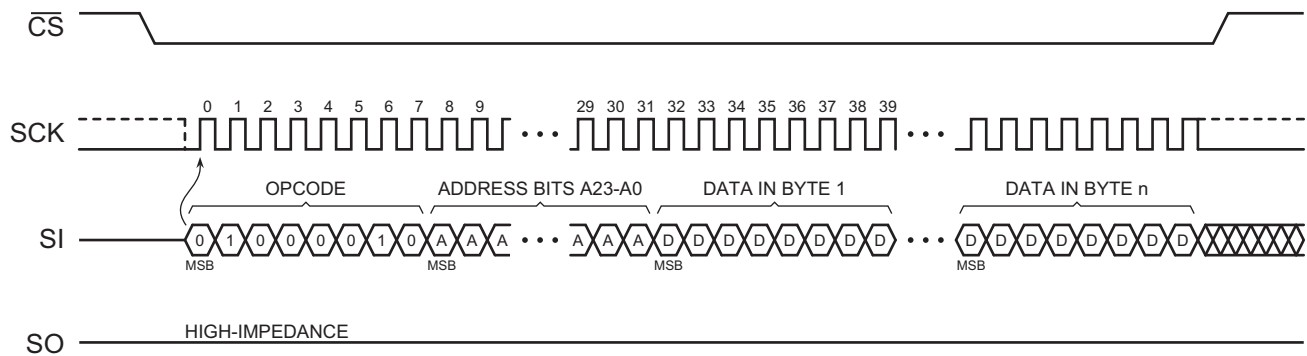 CS
0 1 2 3 4 5 6 7 8 9 29 30 31 32 33 34 35 36 37 38 39
SCK
OPCODE ADDRESS BITS A23-A0 DATA IN BYTE 1 DATA IN BYTE n
SI 0 1 0 0 0 0 1 0 A A A A A A D D D D D D D D D D D D D D D D
MSB MSB MSB MSB
HIGH-IMPEDANCE
SO